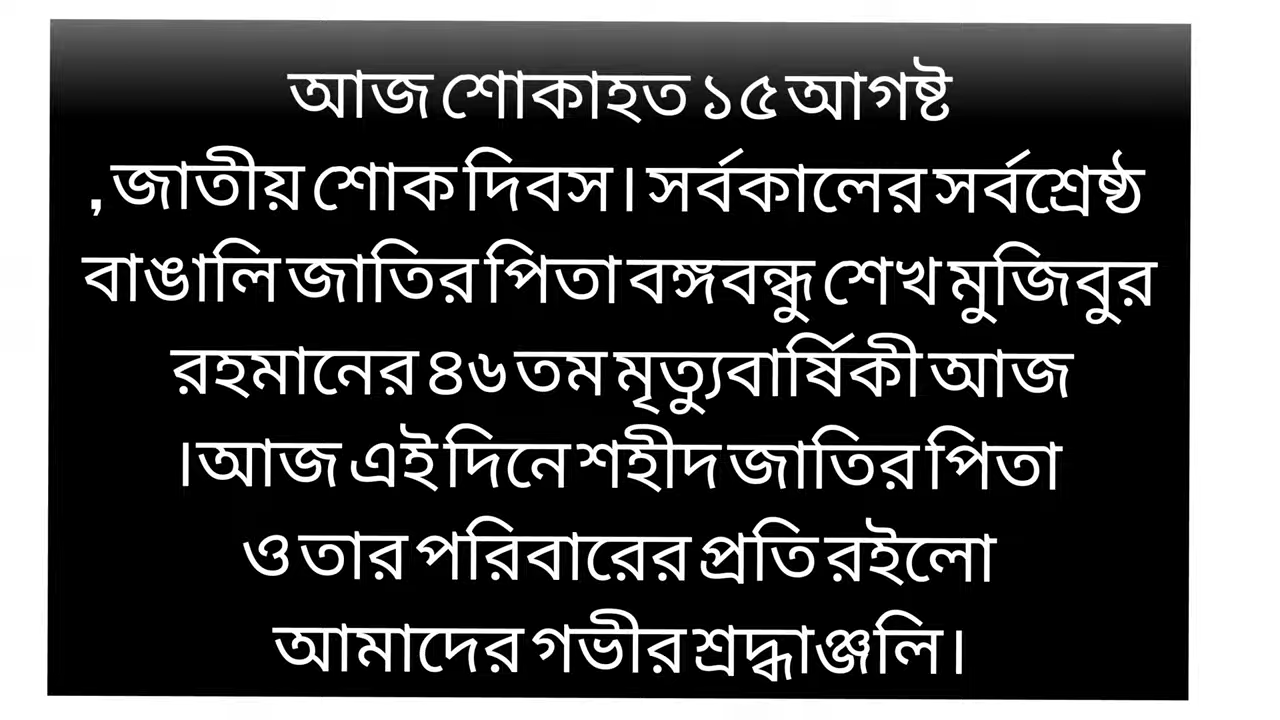 আজ শোকাহত ১৫ আগষ্ট
, জাতীয় শোক দিবস। সর্বকালের সর্বশ্রেষ্ঠ
বাঙালি জাতির পিতা বঙ্গবন্ধু শেখ মুজিবুর
রহমানের ৪৬ তম মৃত্যুবার্ষিকী আজ
।আজ এই দিনে শহীদ জাতির পিতা
ও তার পরিবারের প্রতি রইলো
আমাদের গভীর শ্রদ্ধাঞ্জলি।